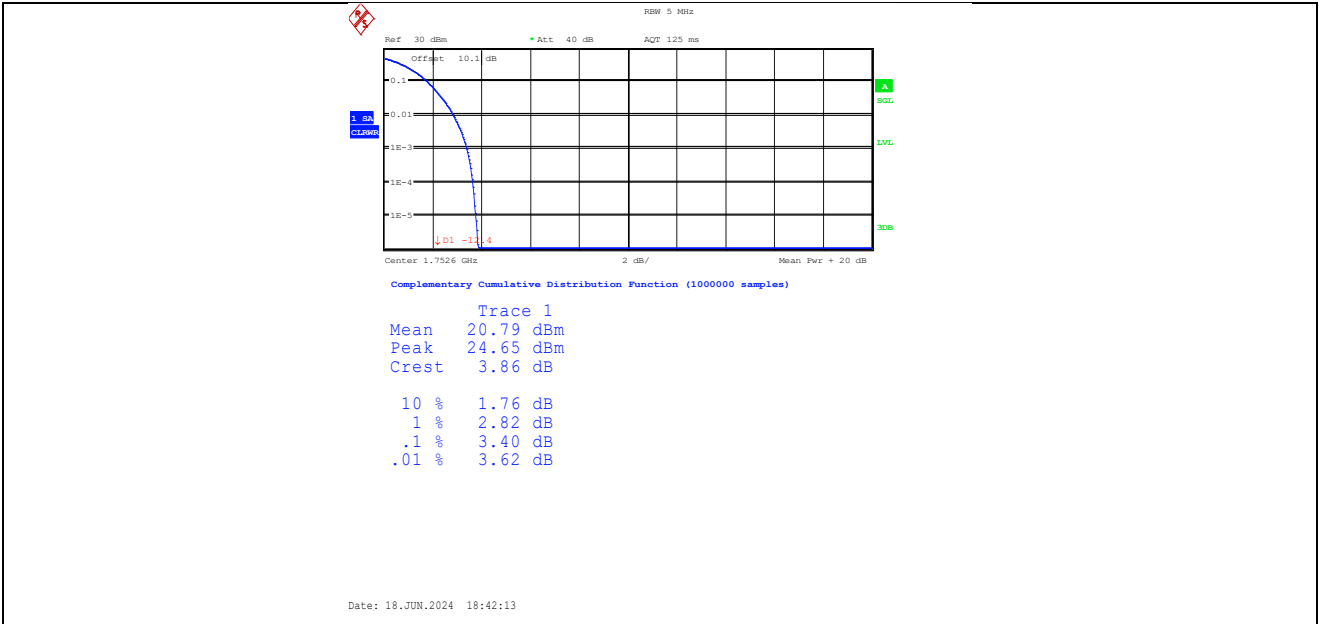 R S
RBW 5 MHz
Ref 30 dBm * Att 40 dB AQT 125 ms
Offset 10.1 dB
0.1
A
SGL
0.01
1 SA
CLRWR
LVL
1E-3
1E-4
1E-5
3DB
↓D1 -12.4
Center 1.7526 GHz 2 dB/ Mean Pwr + 20 dB
Complementary Cumulative Distribution Function (1000000 samples)
Trace 1
Mean 20.79 dBm
Peak 24.65 dBm
Crest 3.86 dB
10 % 1.76 dB
1 % 2.82 dB
.1 % 3.40 dB
.01 % 3.62 dB
Date: 18.JUN.2024 18:42:13